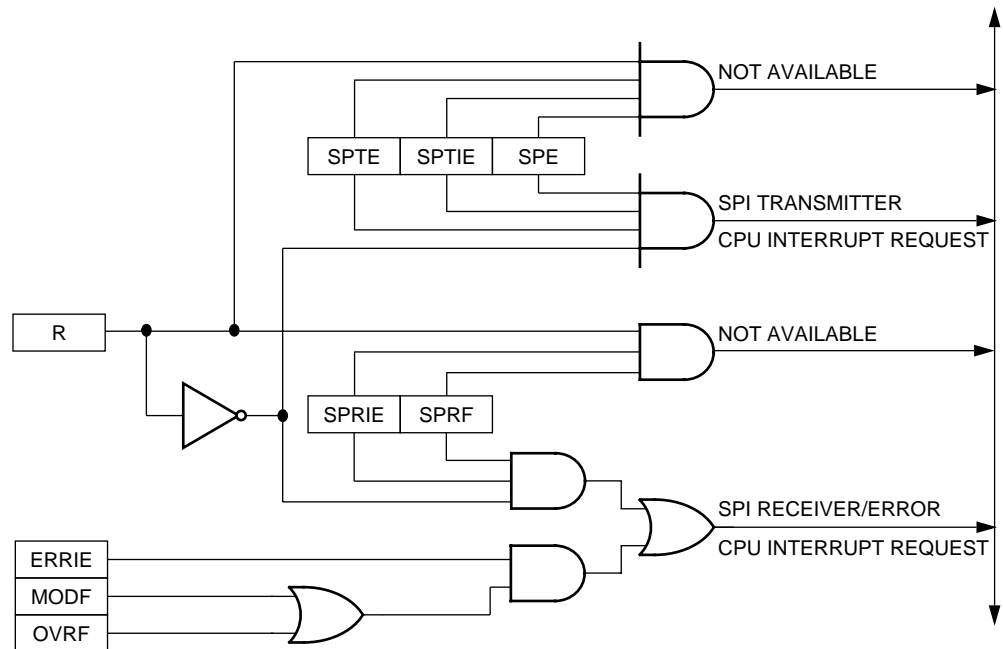 NOT AVAILABLE
SPTE SPTIE SPE
SPI TRANSMITTER
CPU INTERRUPT REQUEST
R
NOT AVAILABLE
SPRIE SPRF
SPI RECEIVER/ERROR
CPU INTERRUPT REQUEST
ERRIE
MODF
OVRF